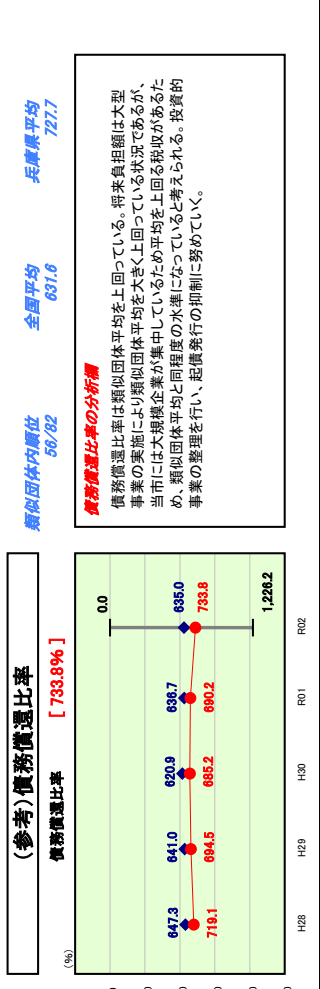 (参考)債務償還比率
債務償還比率 [ 733.8% ]
類似団体内順位
56/82
全国平均
631.6
兵庫県平均
727.7
(%)
0.0
647.3
641.0
620.9
636.7
635.0
719.1
694.5
685.2
690.2
733.8
1,226.2
H28
H29
H30
R01
R02
債務償還比率の分析欄
債務償還比率は類似団体平均を上回っている。将来負担額は大型
事業の実施により類似団体平均を大きく上回っている状況であるが、
当市には大規模企業が集中しているため平均を上回る税収があるた
め、類似団体平均と同程度の水準になっていると考えられる。投資的
事業の整理を行い、起債発行の抑制に努めていく。